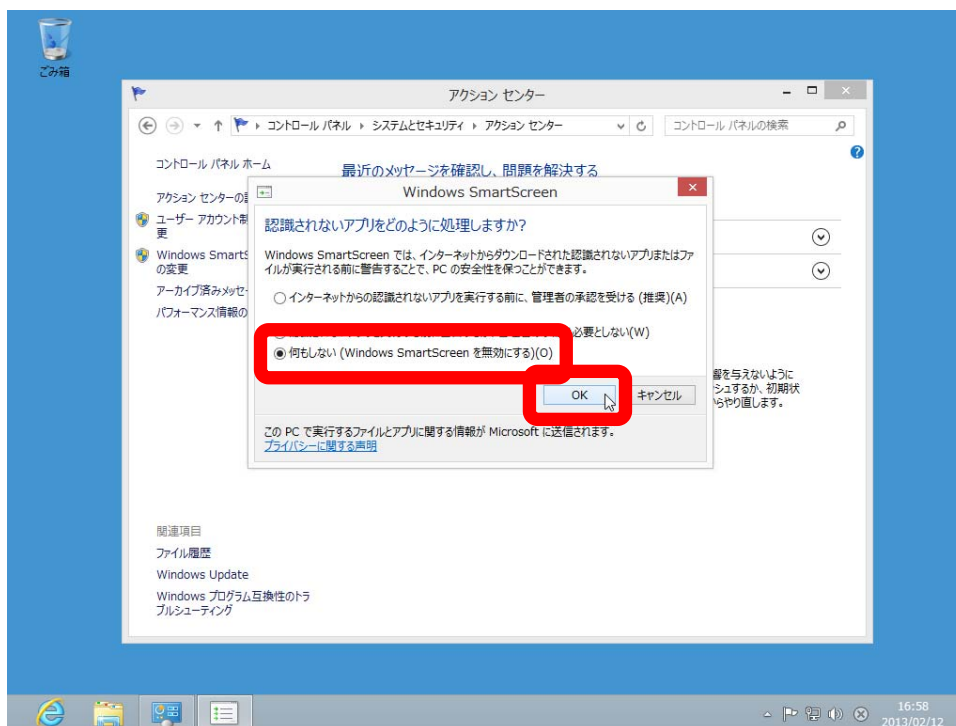 ごみ箱
アクション センター
コントロール パネル ▸ システムとセキュリティ ▸ アクション センター
コントロール パネルの検索
コントロール パネル ホーム
最近のメッセージを確認し、問題を解決する
アクション センターの
ユーザー アカウント制
更
Windows SmartS
の変更
アーカイブ済みメッセー
パフォーマンス情報の
Windows SmartScreen
認識されないアプリをどのように処理しますか?
Windows SmartScreen では、インターネットからダウンロードされた認識されないアプリまたはファ
イルが実行される前に警告することで、PC の安全性を保つことができます。
インターネットからの認識されないアプリを実行する前に、管理者の承認を受ける (推奨)(A)
必要としない(W)
何もしない (Windows SmartScreen を無効にする)(O)
OK
キャンセル
この PC で実行するファイルとアプリに関する情報が Microsoft に送信されます。
プライバシーに関する声明
響を与えないように
シュするか、初期状
らやり直します。
関連項目
ファイル履歴
Windows Update
Windows プログラム互換性のトラ
ブルシューティング
16:58
2013/02/12